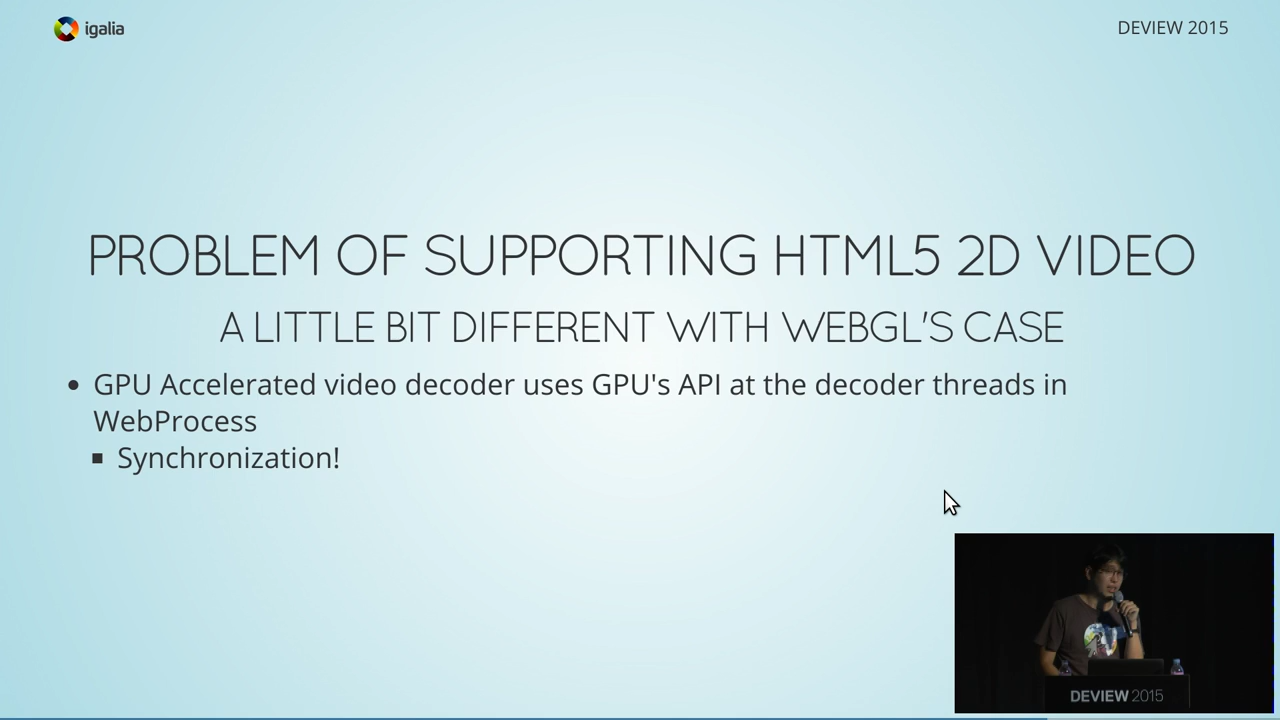 igalia
DEVIEW 2015
PROBLEM OF SUPPORTING HTML5 2D VIDEO
A LITTLE BIT DIFFERENT WITH WEBGL'S CASE
• GPU Accelerated video decoder uses GPU's API at the decoder threads in
WebProcess
▪ Synchronization!
DEVIEW 2015